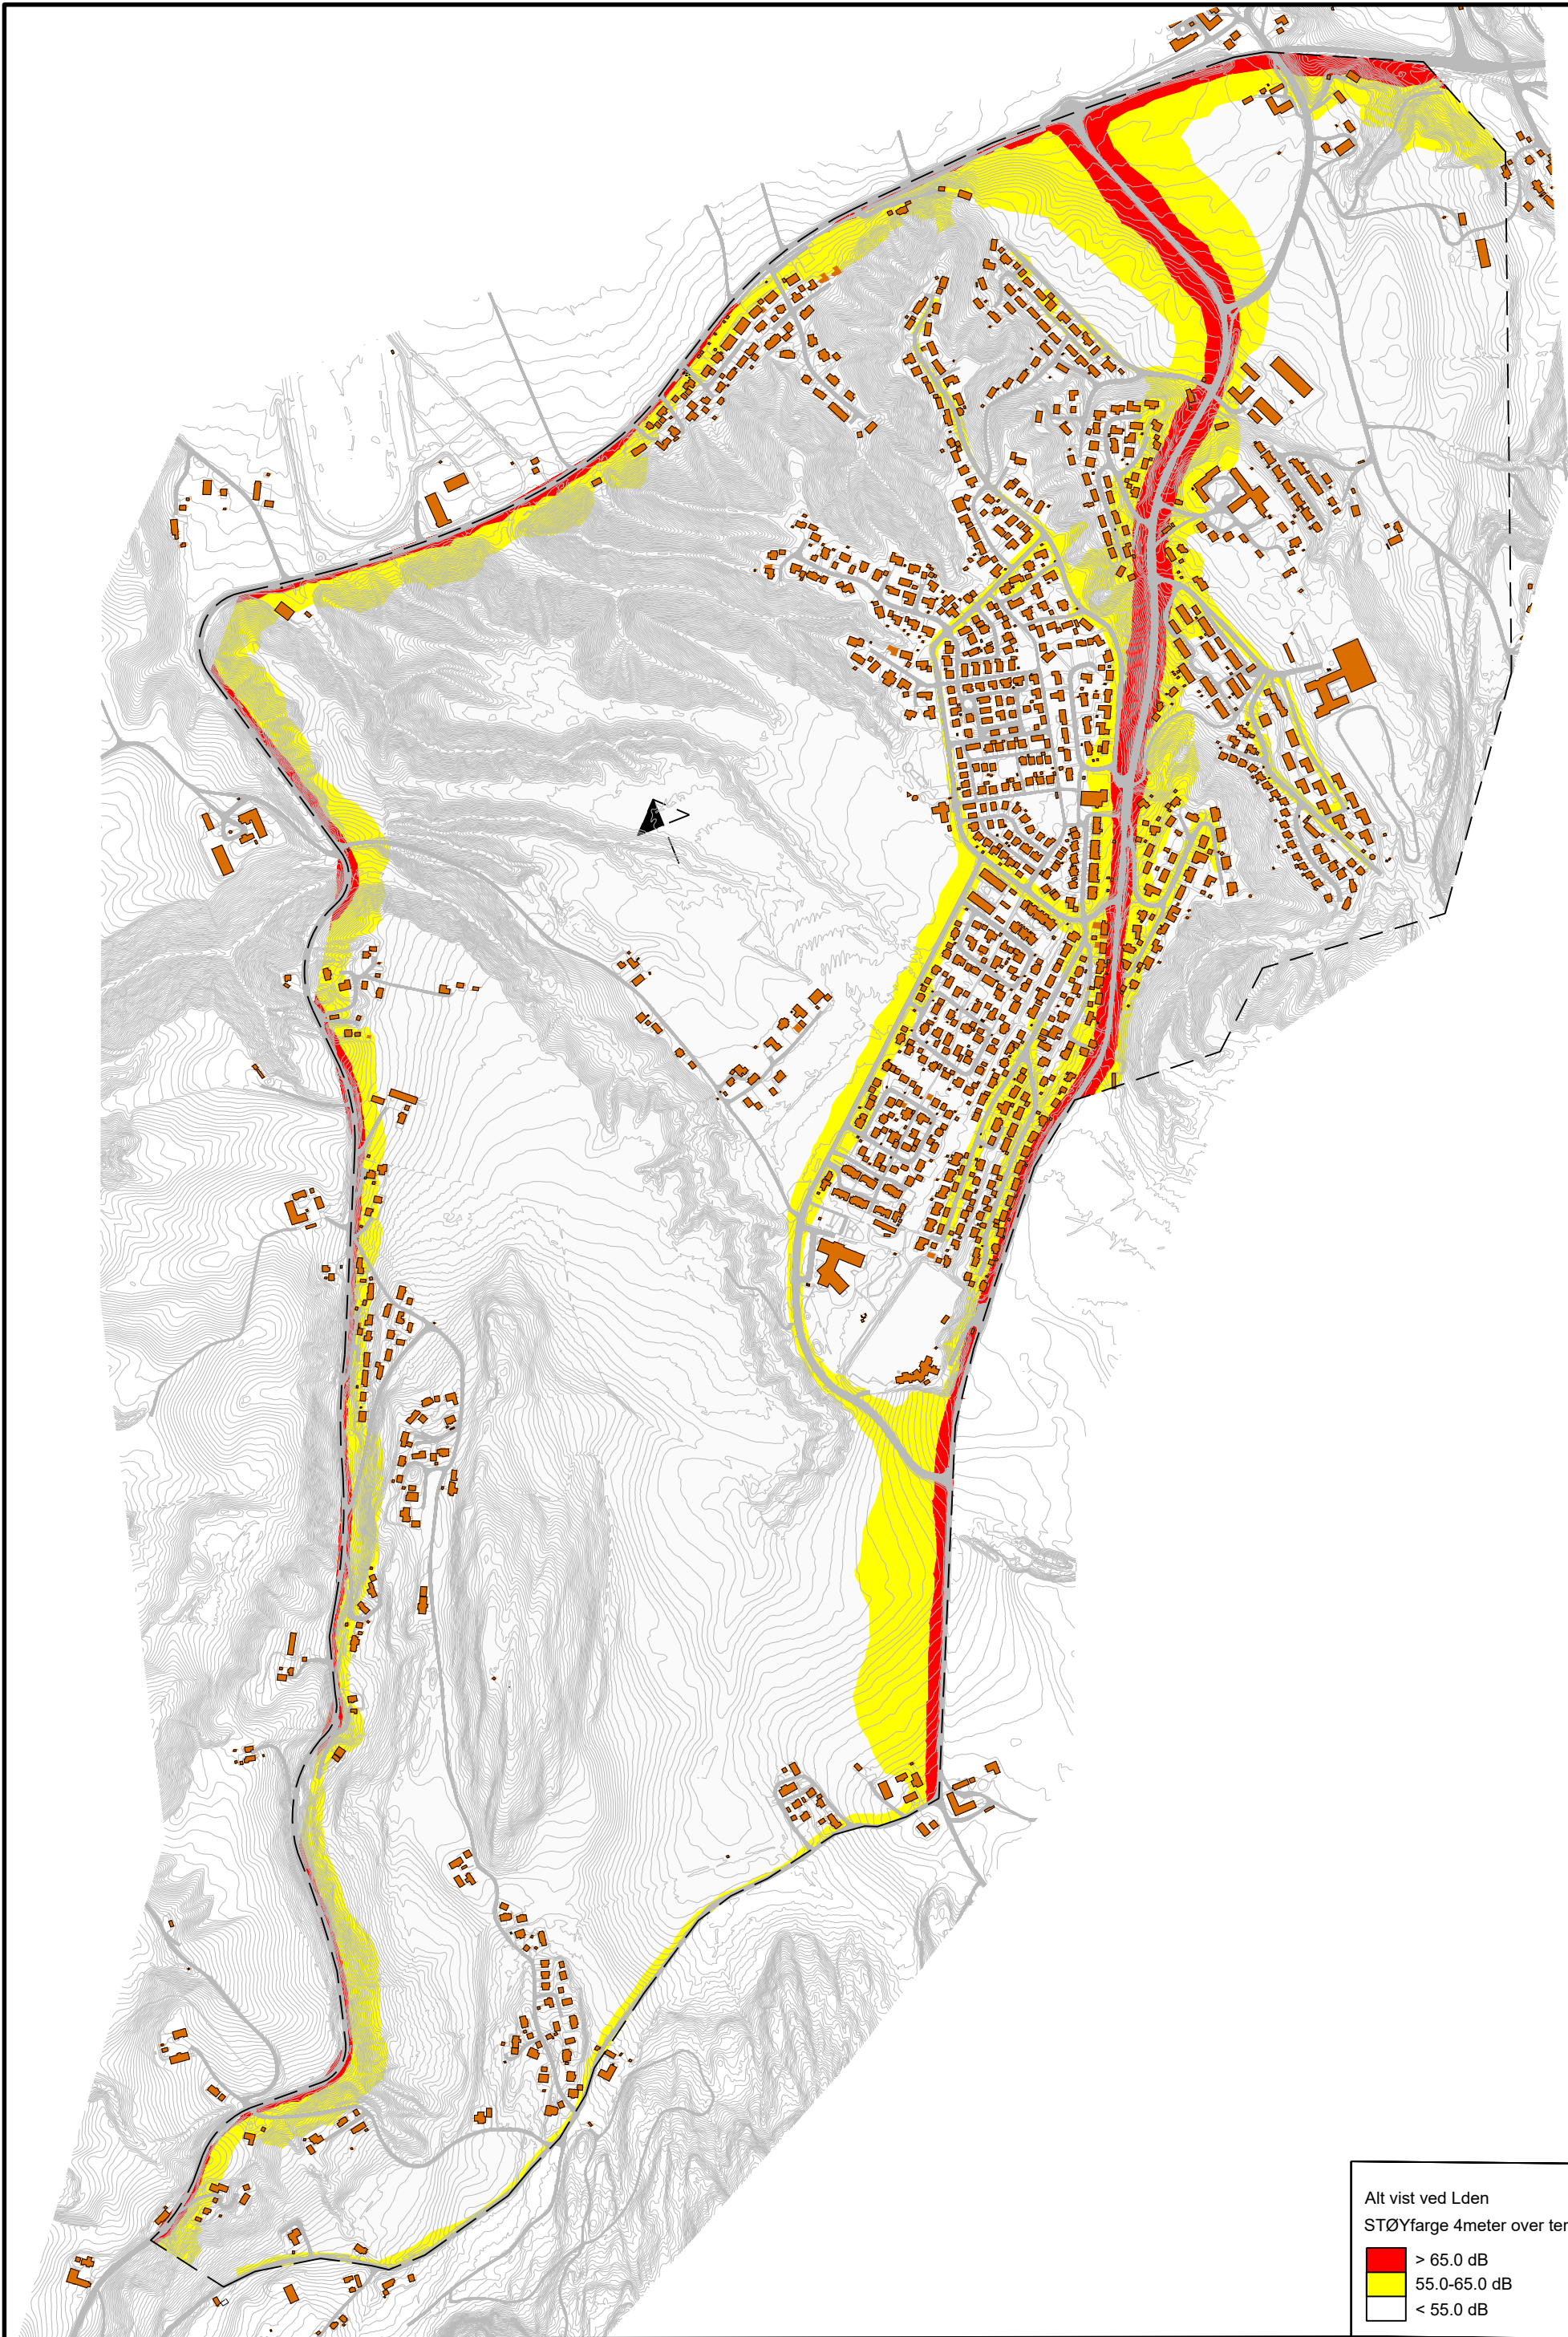 Alt vist ved Lden
STØYfarge 4meter over ter
> 65.0 dB
55.0-65.0 dB
< 55.0 dB